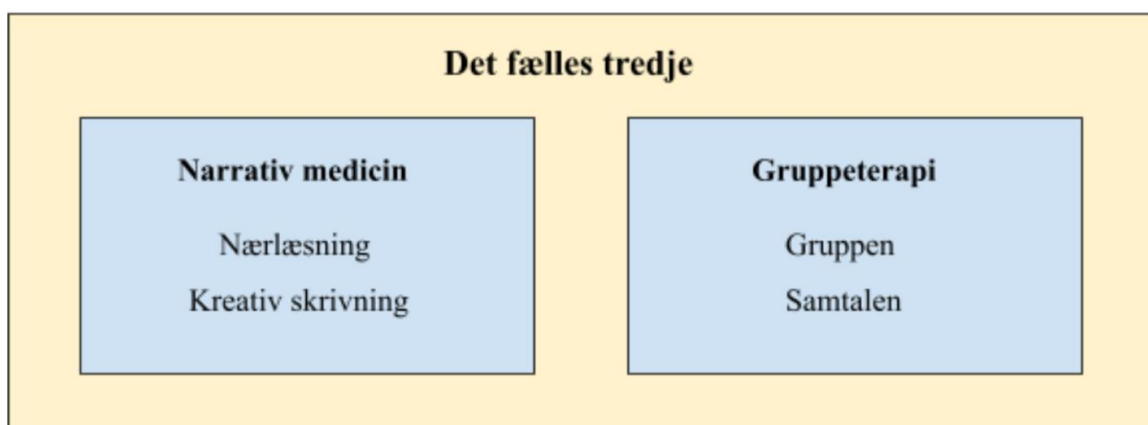 Det fælles tredje
Narrativ medicin
Nærlæsning
Kreativ skrivning
Gruppeterapi
Gruppen
Samtalen